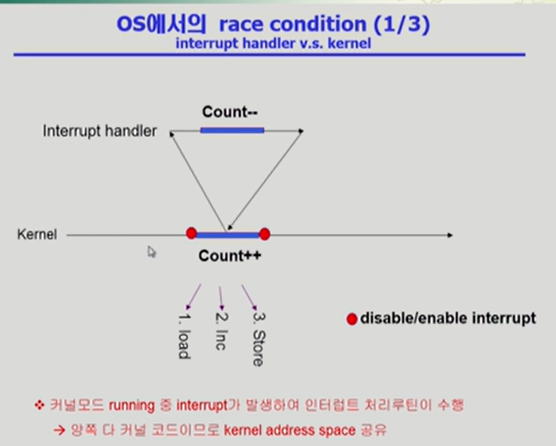 OS에서의 race condition (1/3)
interrupt handler v.s. kernel
Count--
Interrupt handler
Kernel
Count++
1. load
2. Inc
3. Store
disable/enable interrupt
❖ 커널모드 running 중 interrupt가 발생하여 인터럽트 처리루틴이 수행
→ 양쪽 다 커널 코드이므로 kernel address space 공유